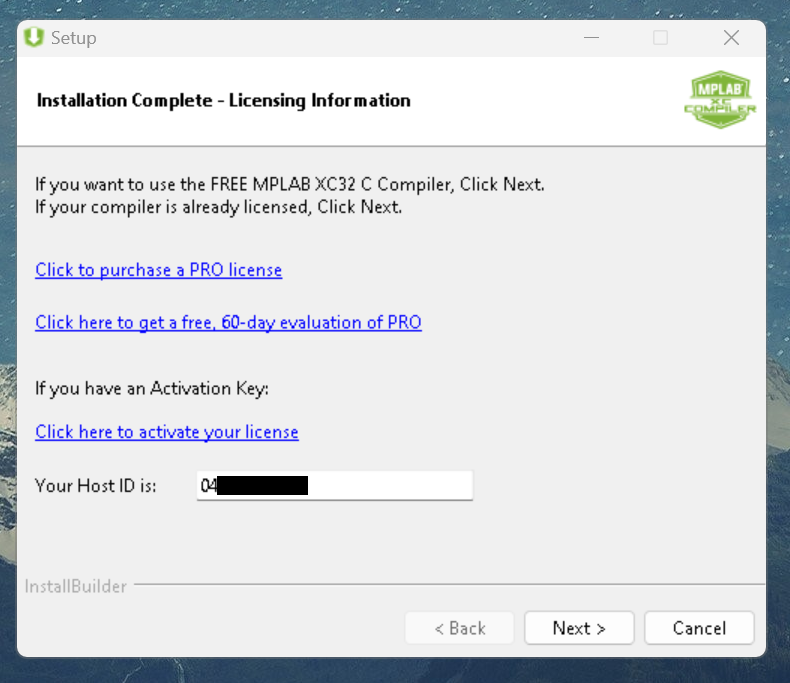 Setup
Installation Complete - Licensing Information
MPLAB
XC
COMPILER
If you want to use the FREE MPLAB XC32 C Compiler, Click Next.
If your compiler is already licensed, Click Next.
Click to purchase a PRO license
Click here to get a free, 60-day evaluation of PRO
If you have an Activation Key:
Click here to activate your license
Your Host ID is: 04
InstallBuilder
< Back Next > Cancel